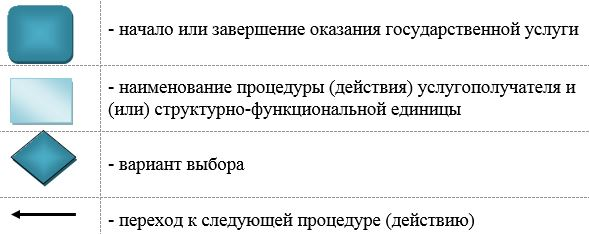 - начало или завершение оказания государственной услуги
- наименование процедуры (действия) услугополучателя и
(или) структурно-функциональной единицы
- вариант выбора
- переход к следующей процедуре (действию)